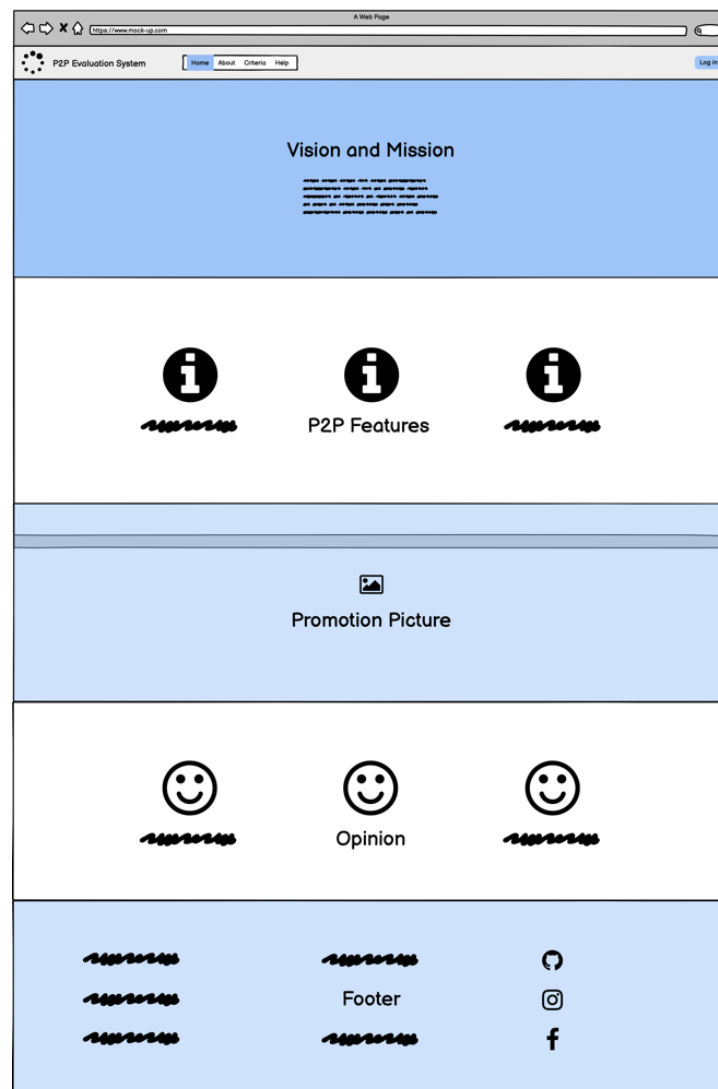 A Web Page
https://www.mock-up.com
P2P Evaluation System
Home About Criteria Help
Log in
Vision and Mission
P2P Features
Promotion Picture
Opinion
Footer